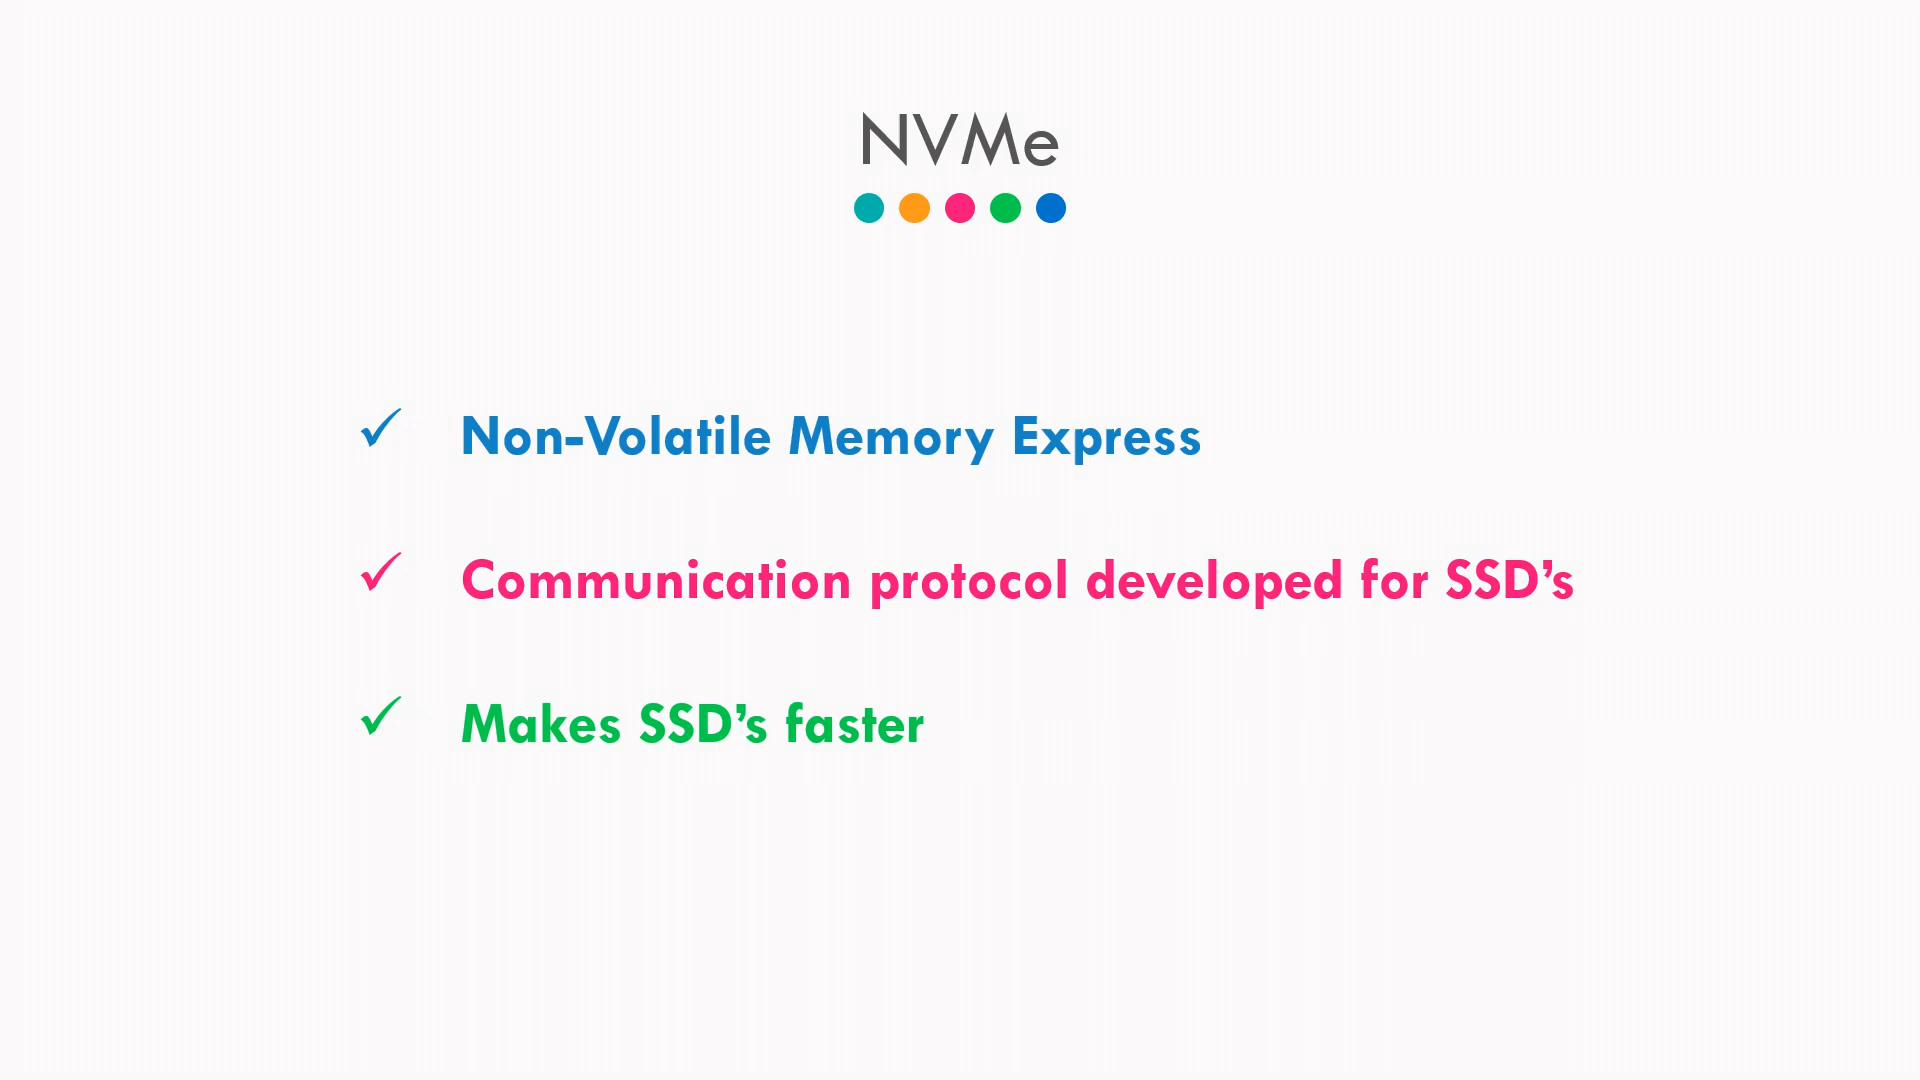 NVMe
Non-Volatile Memory Express
Communication protocol developed for SSD’s
Makes SSD’s faster